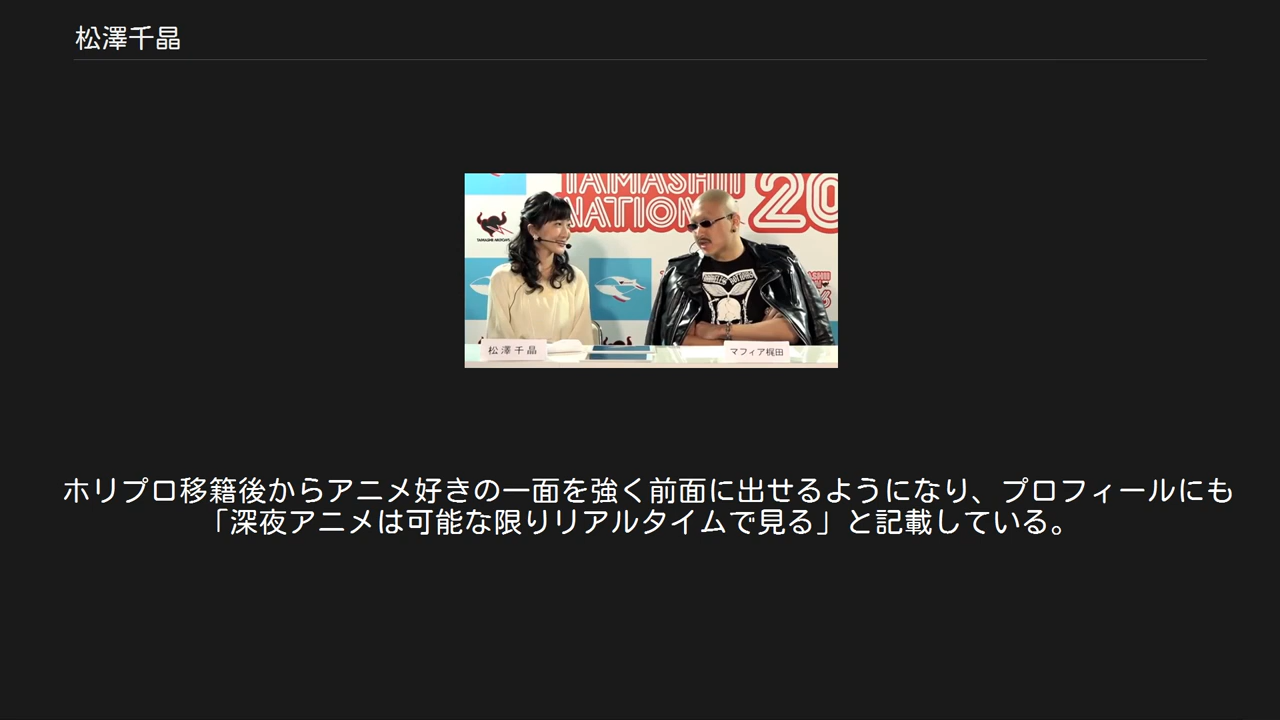 松澤千晶
TAMASHII
NATION
20
TAMASHII NATIONS
松澤千晶
マフィア梶田
ホリプロ移籍後からアニメ好きの一面を強く前面に出せるようになり、プロフィールにも
「深夜アニメは可能な限りリアルタイムで見る」と記載している。